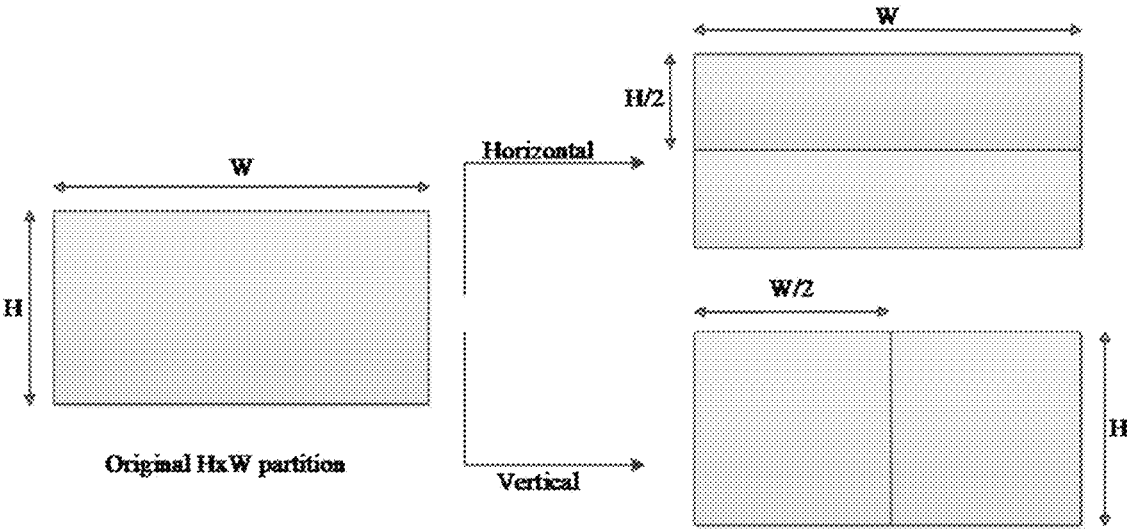 W
H
Original HxW partition
Horizontal
Vertical
W
H/2
W/2
H